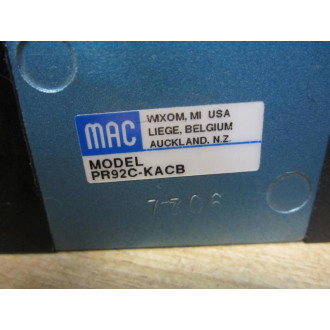 MAC
WIXOM, MI USA
LIEGE, BELGIUM
AUCKLAND, N.Z.
MODEL
PR92C-KACB